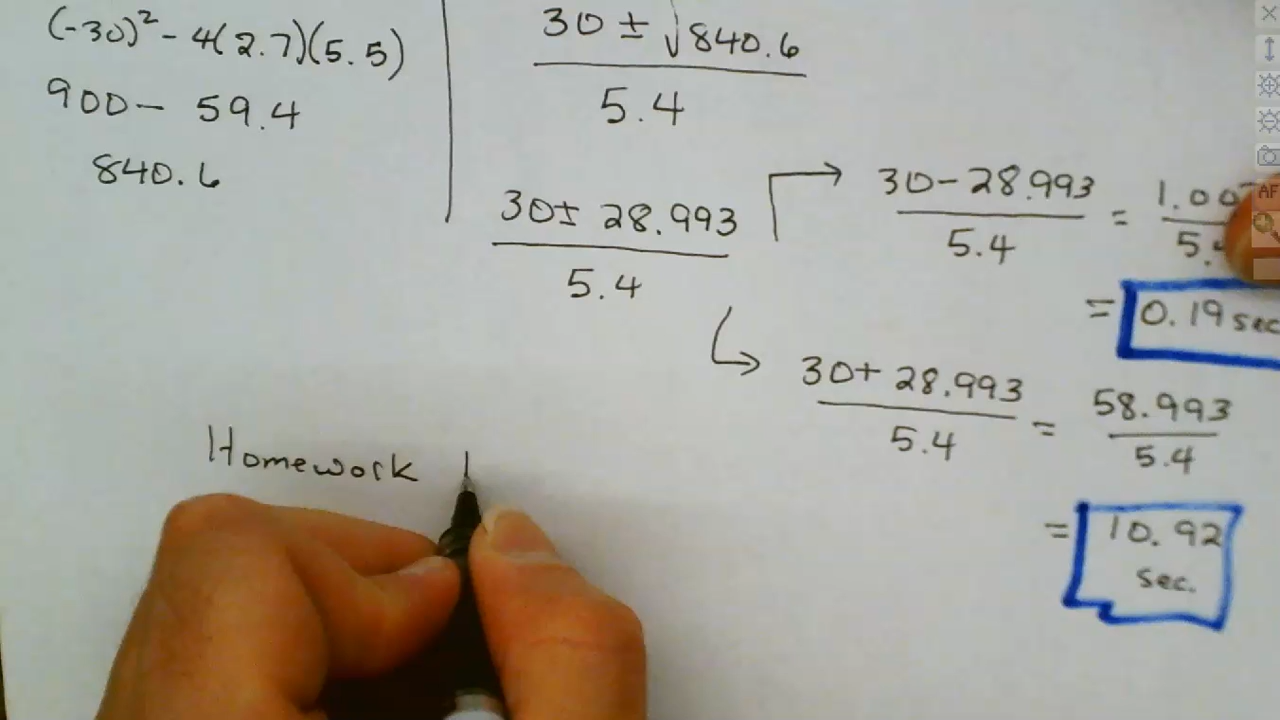 (-30)² - 4(2.7)(5.5)
900 - 59.4
840.6
30 ± √840.6
5.4
30 ± 28.993
5.4
30 - 28.993
5.4
=
= 0.19 sec
30 + 28.993
5.4
= 58.993
5.4
= 10.92
sec.
Homework
AF